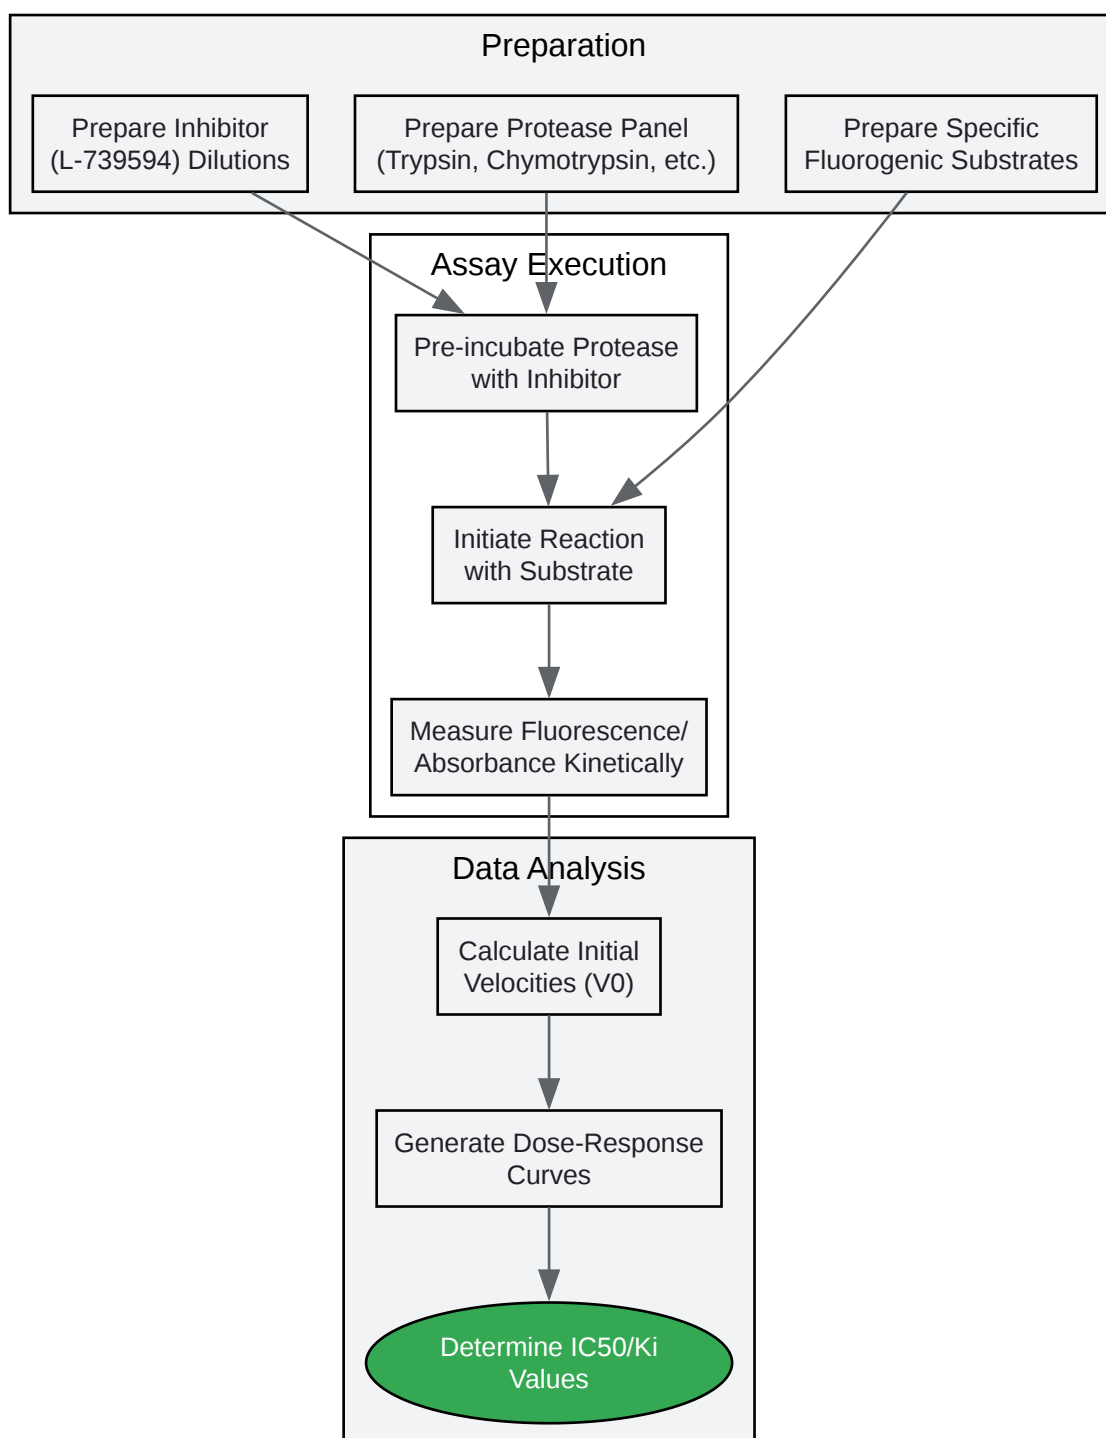 Preparation
Prepare Inhibitor
(L-739594) Dilutions
Prepare Protease Panel
(Trypsin, Chymotrypsin, etc.)
Prepare Specific
Fluorogenic Substrates
Assay Execution
Pre-incubate Protease
with Inhibitor
Initiate Reaction
with Substrate
Measure Fluorescence/
Absorbance Kinetically
Data Analysis
Calculate Initial
Velocities (V0)
Generate Dose-Response
Curves
Determine IC50/Ki
Values